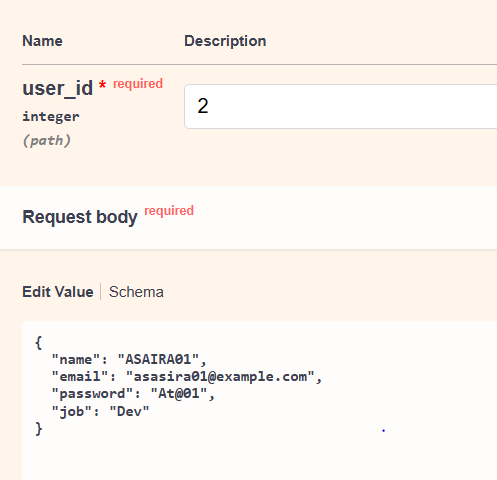 Name Description
user_id * required
integer
(path)
2
Request body required
Edit Value Schema
{
  "name": "ASAIRA01",
  "email": "asasira01@example.com",
  "password": "At@01",
  "job": "Dev"
}